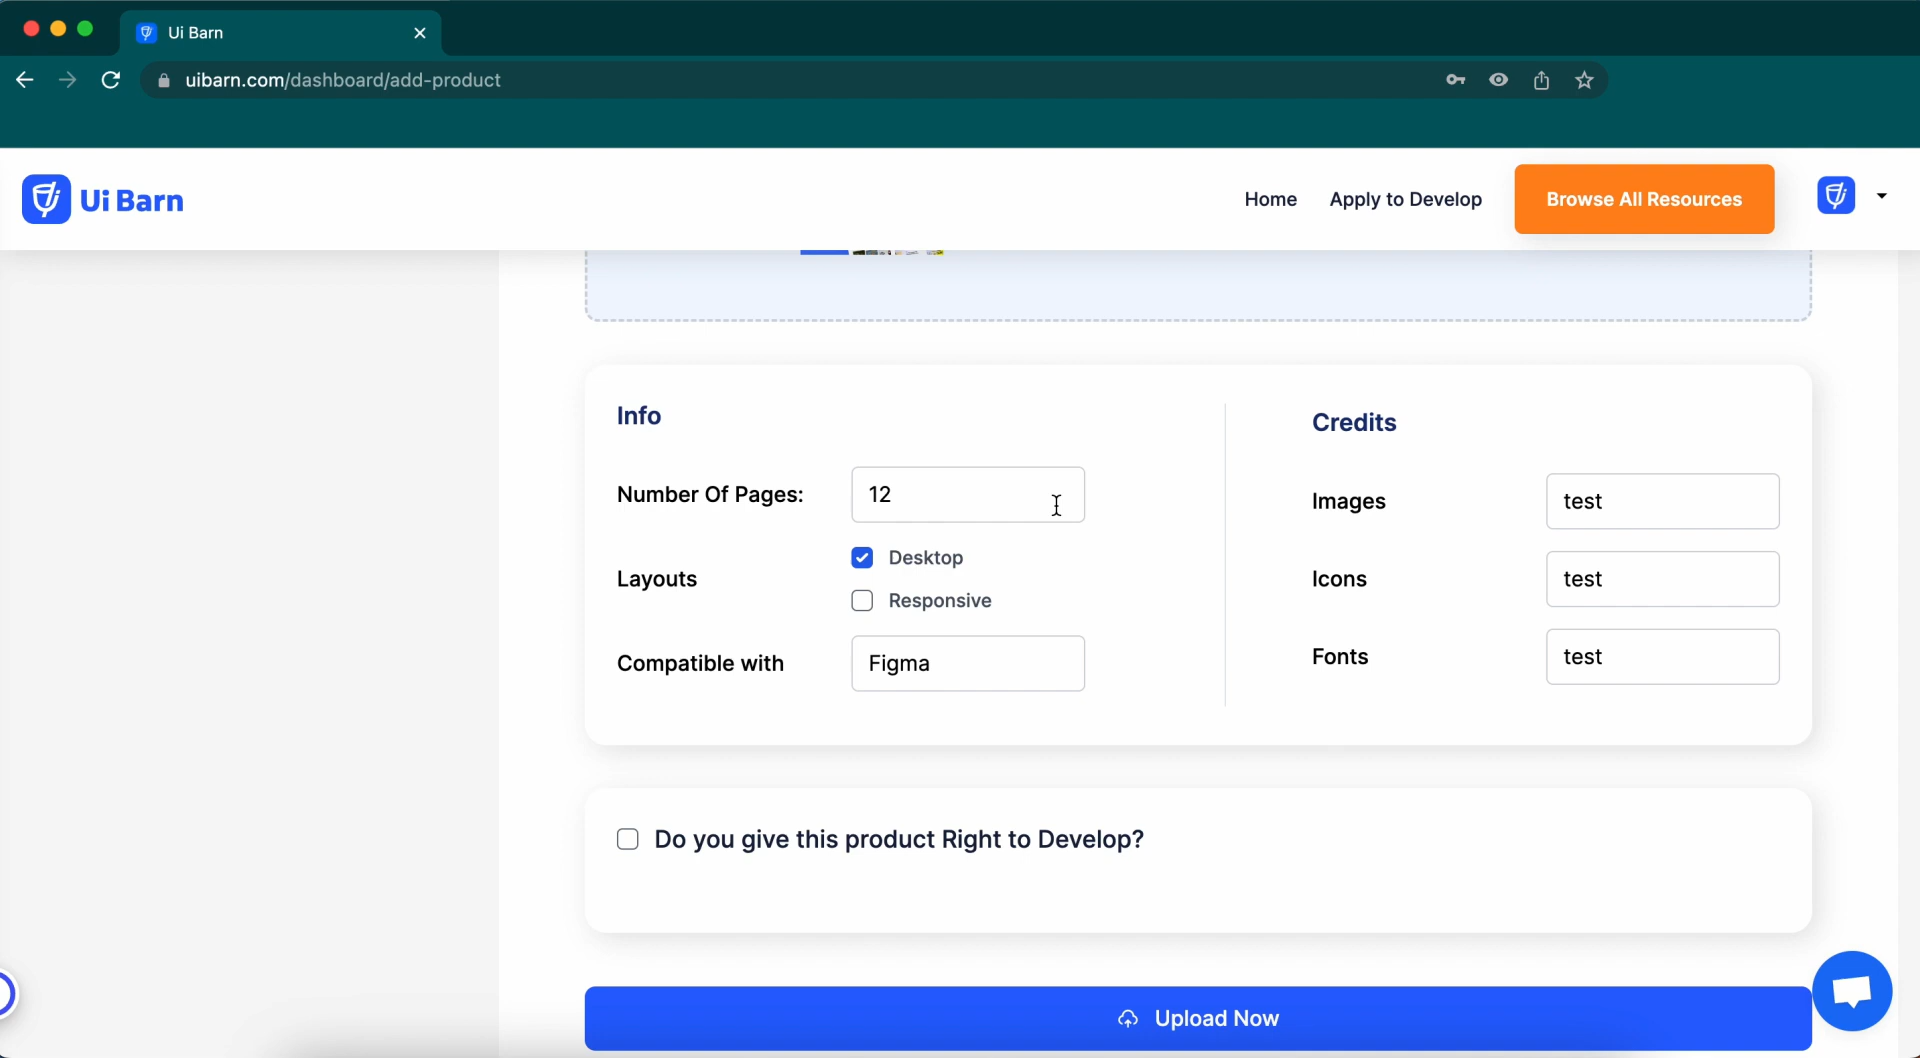 Ui Barn
uibarn.com/dashboard/add-product
Ui Barn
Home
Apply to Develop
Browse All Resources
Info
Number Of Pages:
12
Layouts
Desktop
Responsive
Compatible with
Figma
Credits
Images
test
Icons
test
Fonts
test
Do you give this product Right to Develop?
Upload Now